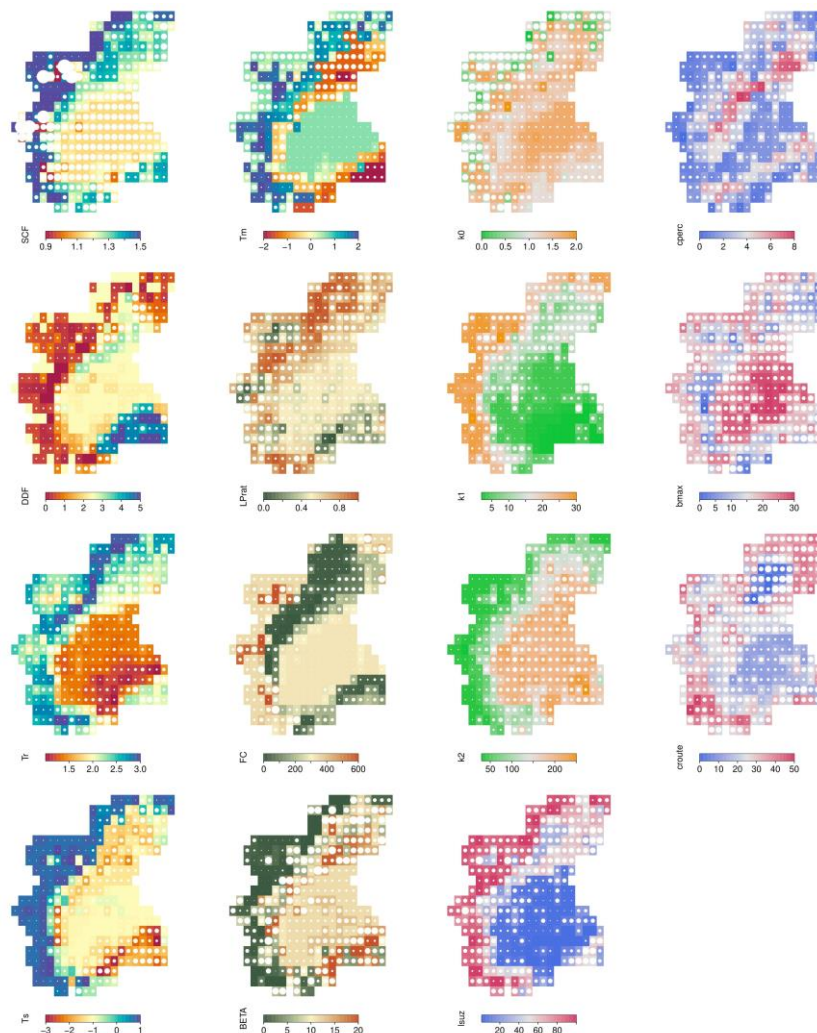 SCF 0.9 1.1 1.3 1.5
Tm −2 −1 0 1 2
k0 0.0 0.5 1.0 1.5 2.0
cperc 0 2 4 6 8
DDF 0 1 2 3 4 5
LPrat 0.0 0.4 0.8
k1 5 10 20 30
bmax 0 5 10 20 30
Tr 1.5 2.0 2.5 3.0
FC 0 200 400 600
k2 50 100 200
croute 0 10 20 30 40 50
Ts −3 −2 −1 0 1
BETA 0 5 10 15 20
lsuz 20 40 60 80